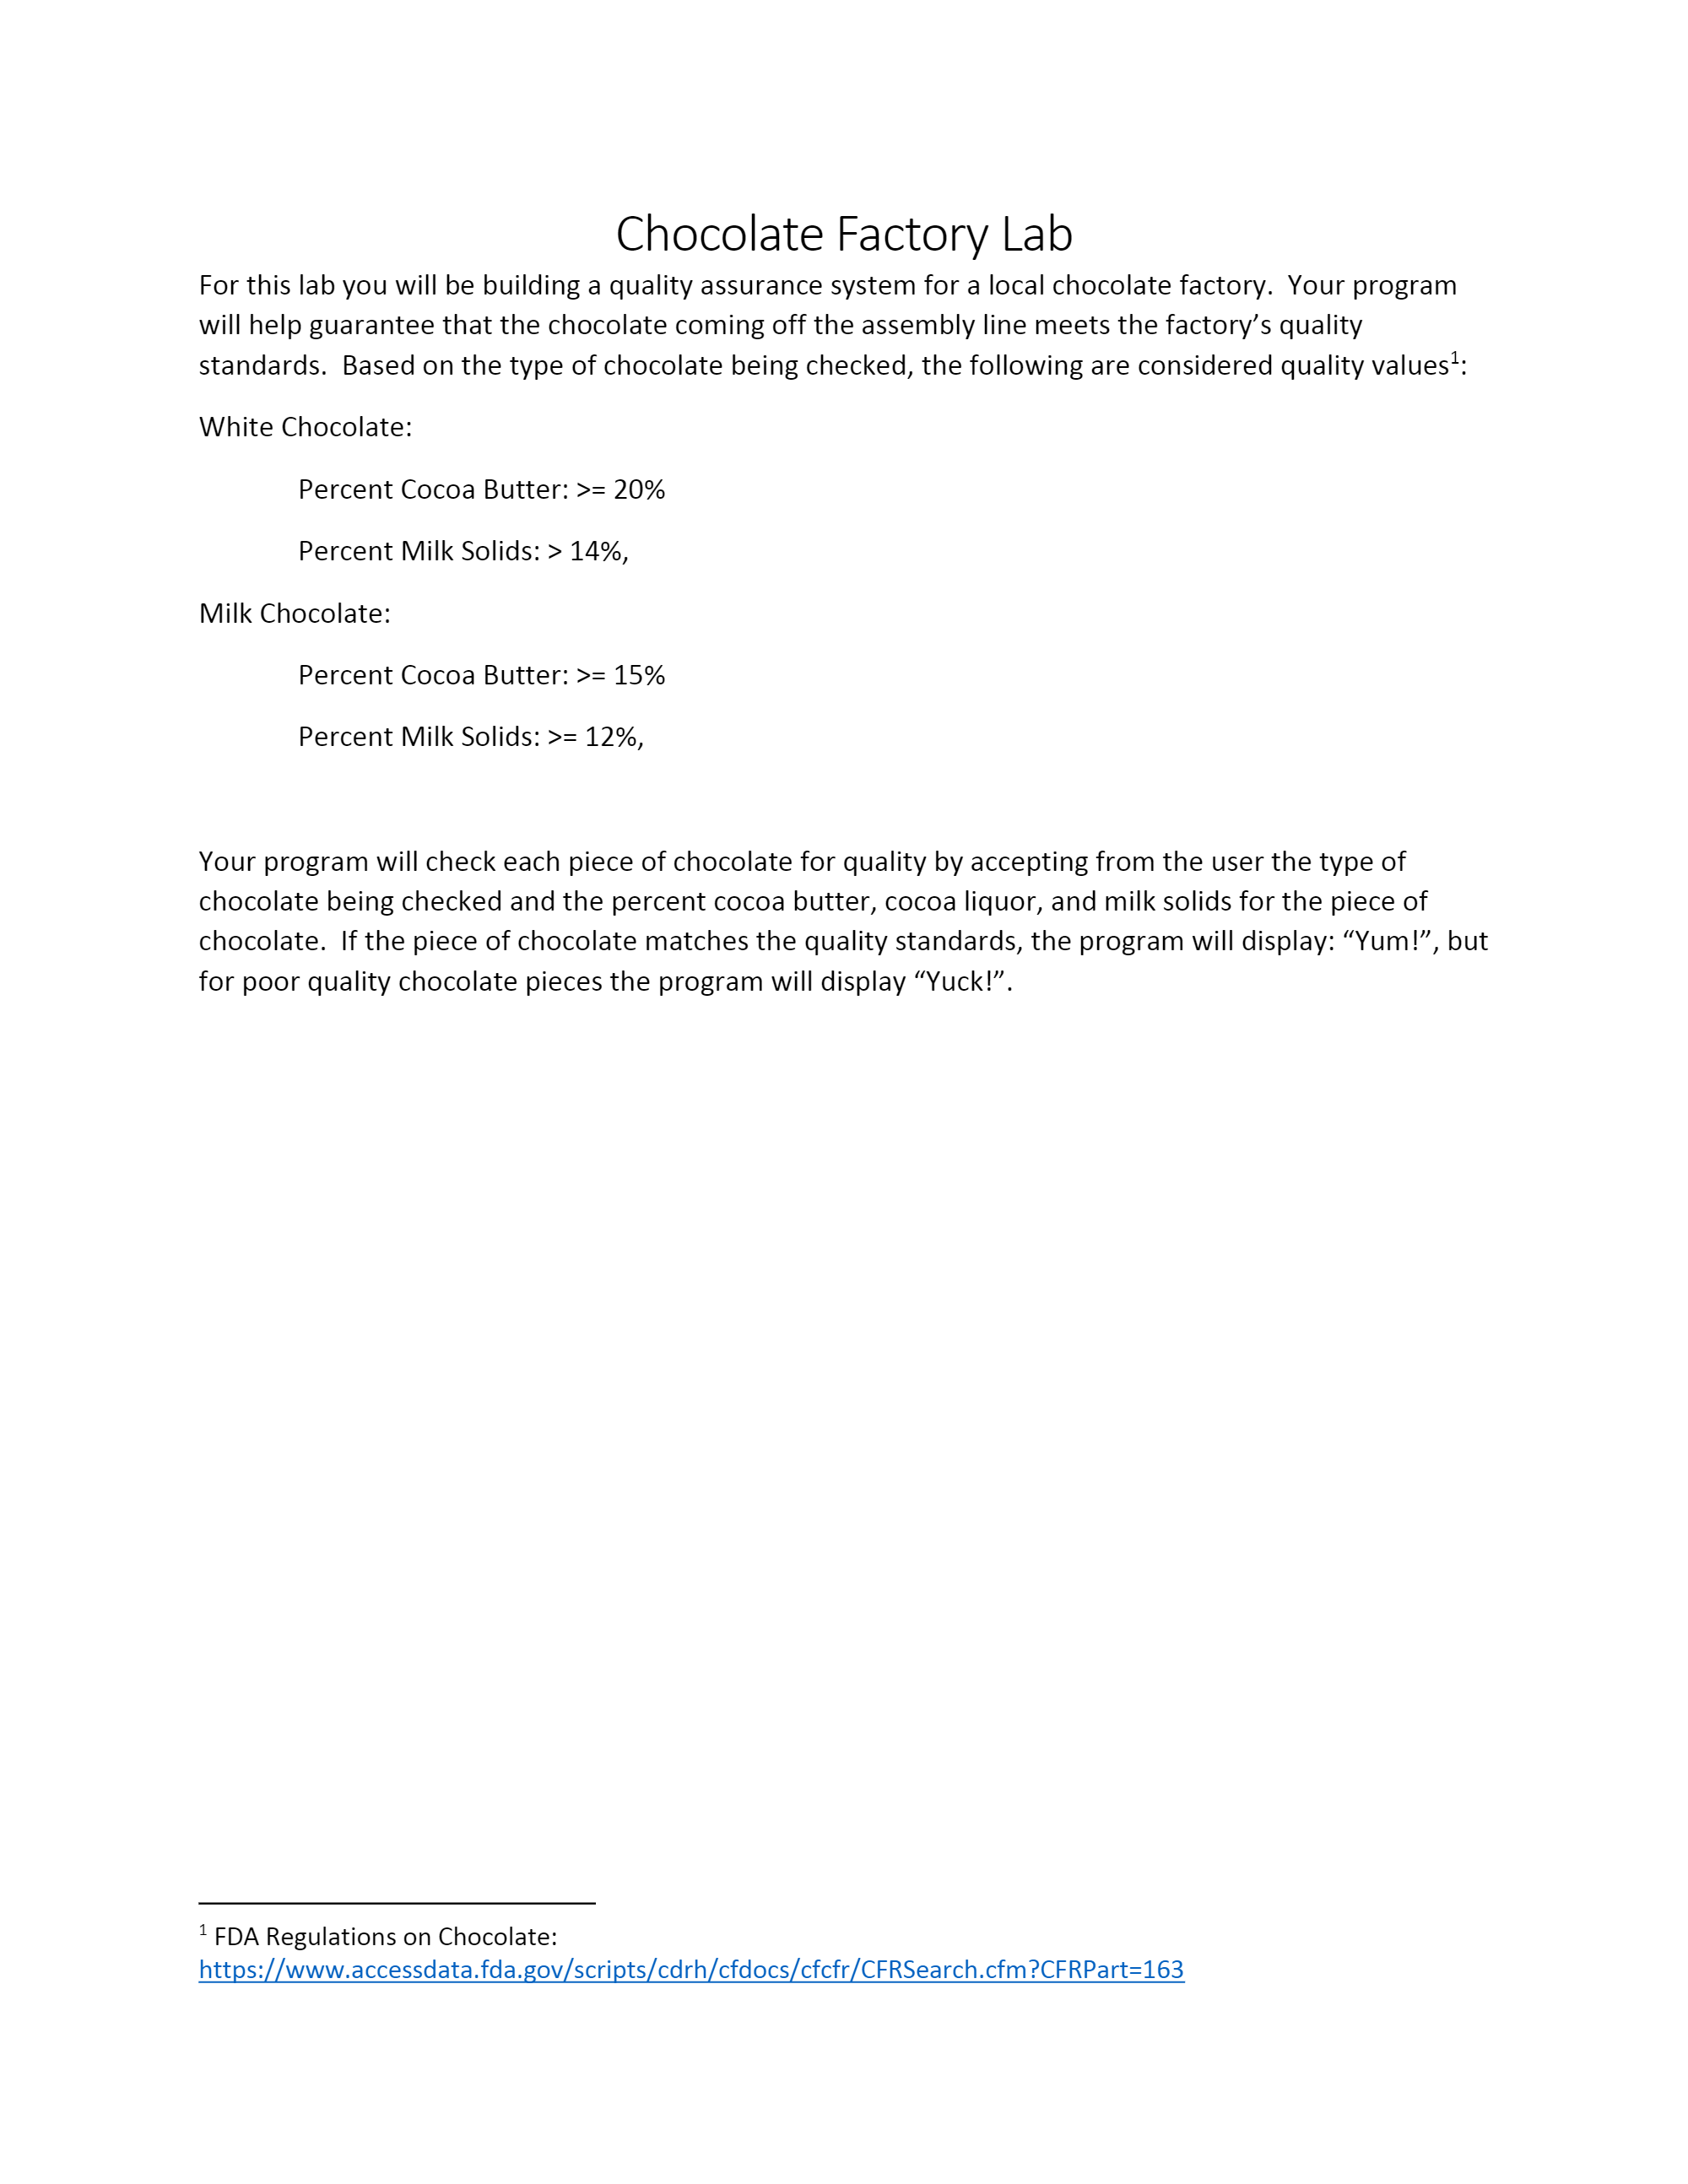 Chocolate Factory Lab
For this lab you will be building a quality assurance system for a local chocolate factory.  Your program
will help guarantee that the chocolate coming off the assembly line meets the factory’s quality
standards.  Based on the type of chocolate being checked, the following are considered quality values1:
White Chocolate:
Percent Cocoa Butter: >= 20%
Percent Milk Solids: > 14%,
Milk Chocolate:
Percent Cocoa Butter: >= 15%
Percent Milk Solids: >= 12%,
Your program will check each piece of chocolate for quality by accepting from the user the type of
chocolate being checked and the percent cocoa butter, cocoa liquor, and milk solids for the piece of
chocolate.  If the piece of chocolate matches the quality standards, the program will display: “Yum!”, but
for poor quality chocolate pieces the program will display “Yuck!”.
1 FDA Regulations on Chocolate:
https://www.accessdata.fda.gov/scripts/cdrh/cfdocs/cfcfr/CFRSearch.cfm?CFRPart=163